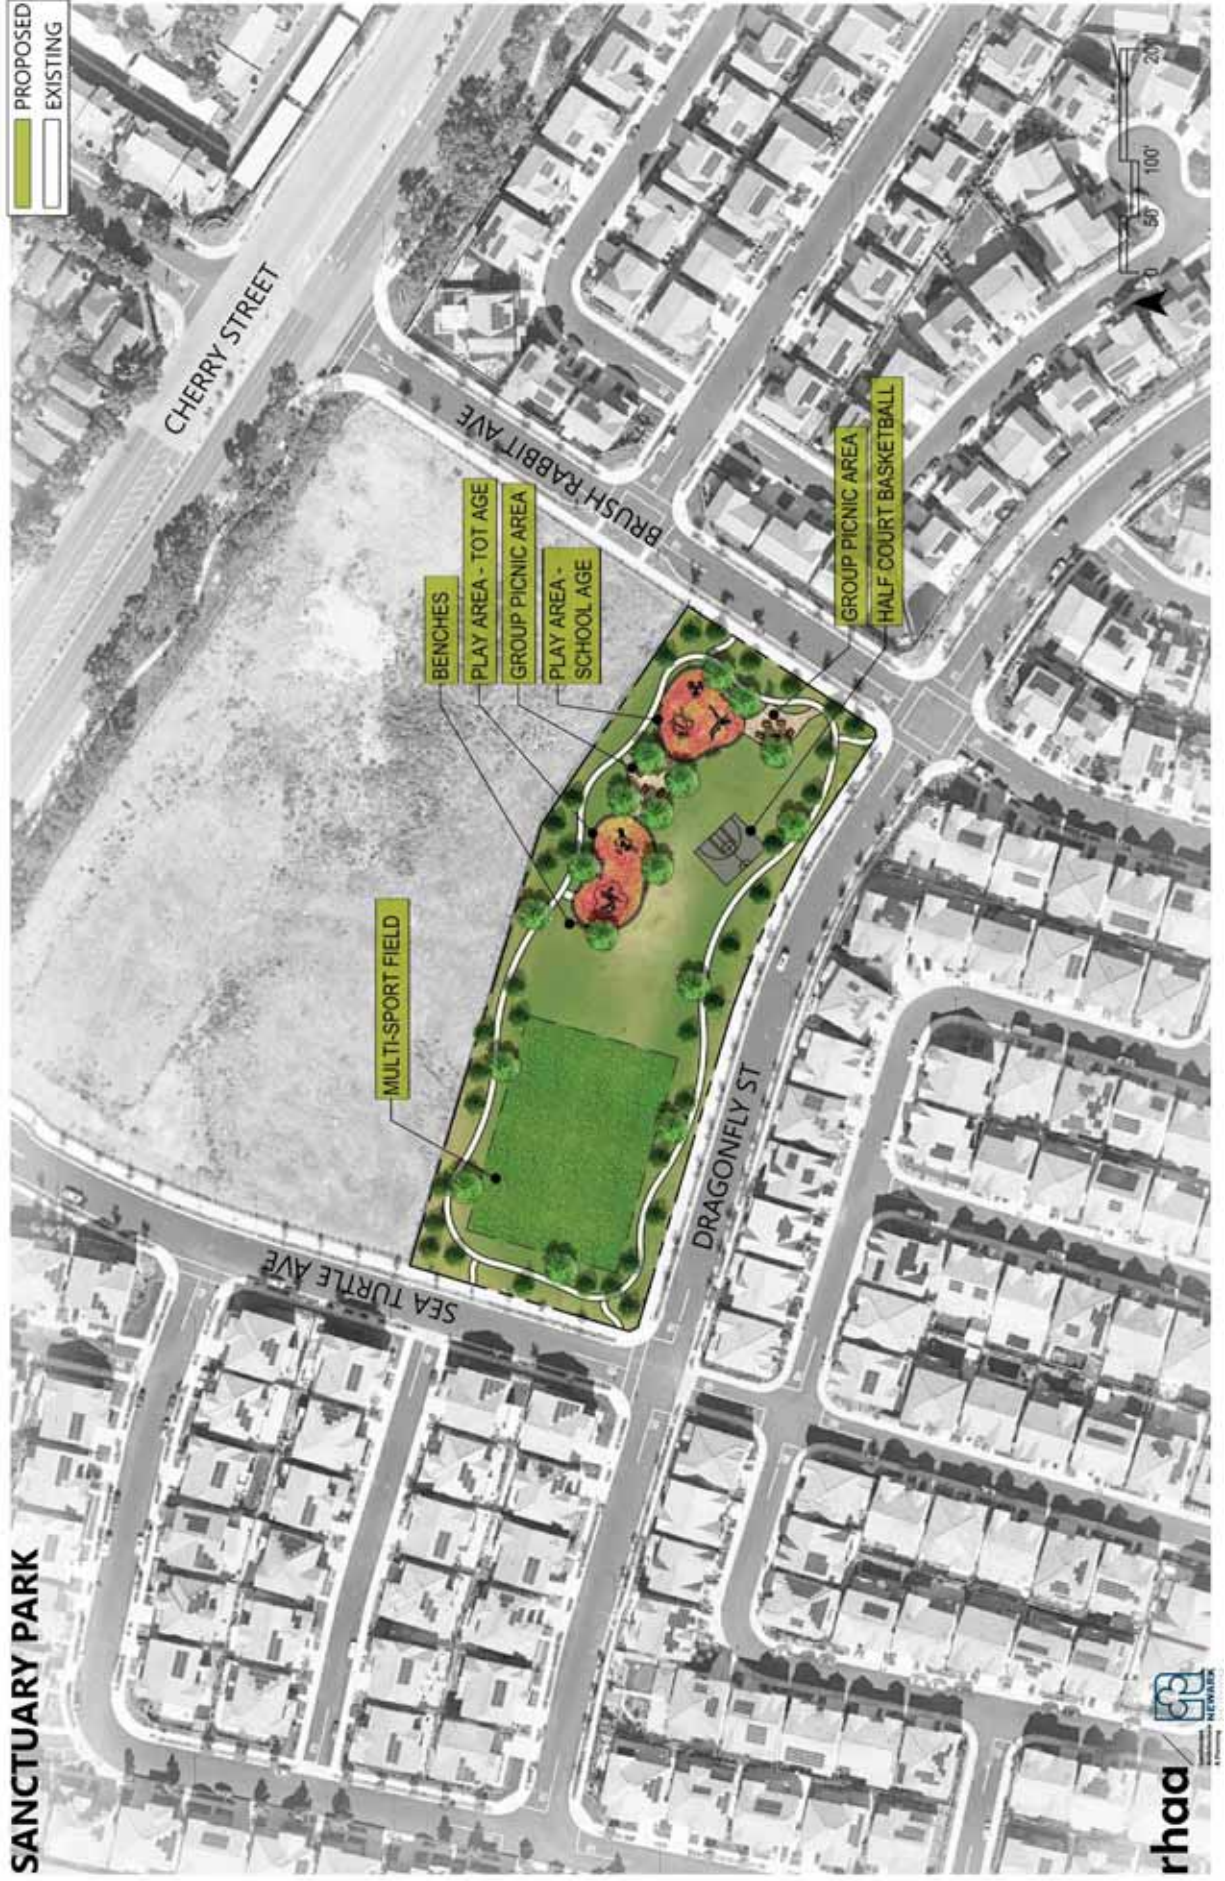 SANCTUARY PARK
PROPOSED
EXISTING
CHERRY STREET
SEA TURTLE AVE
BRUSH RABBIT AVE
MULTI-SPORT FIELD
BENCHES
PLAY AREA - TOT AGE
GROUP PICNIC AREA
PLAY AREA -
SCHOOL AGE
GROUP PICNIC AREA
HALF COURT BASKETBALL
DRAGONFLY ST
0 50' 100' 200'
rhaa
NEWARK